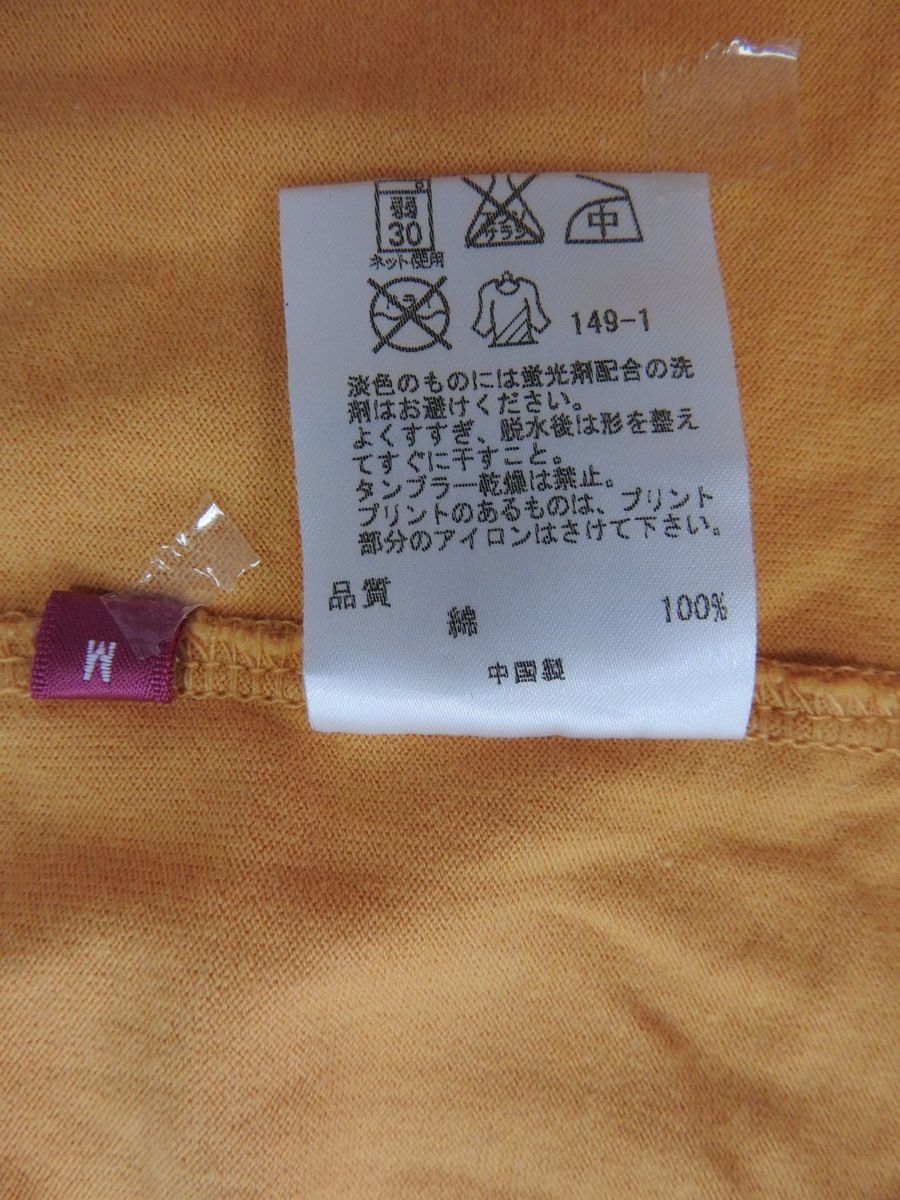 弱
30
ネット使用
エンソ
サラシ
中
ドライ
149-1
淡色のものには蛍光剤配合の洗
剤はお避けください。
よくすすぎ、脱水後は形を整え
てすぐに干すこと。
タンブラー乾燥は禁止。
プリントのあるものは、プリント
部分のアイロンはさけて下さい。
品質
綿 100%
中国製
M